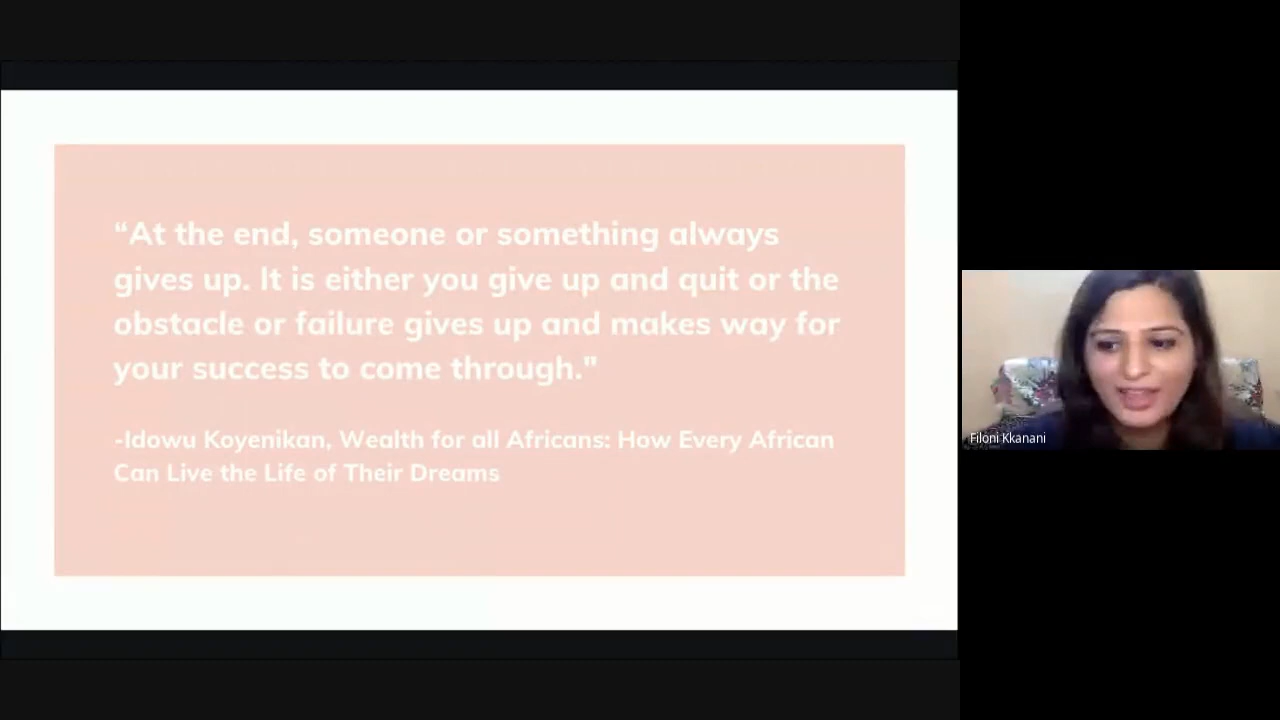 “At the end, someone or something always
gives up. It is either you give up and quit or the
obstacle or failure gives up and makes way for
your success to come through."
-Idowu Koyenikan, Wealth for all Africans: How Every African
Can Live the Life of Their Dreams
Filoni Kkanani